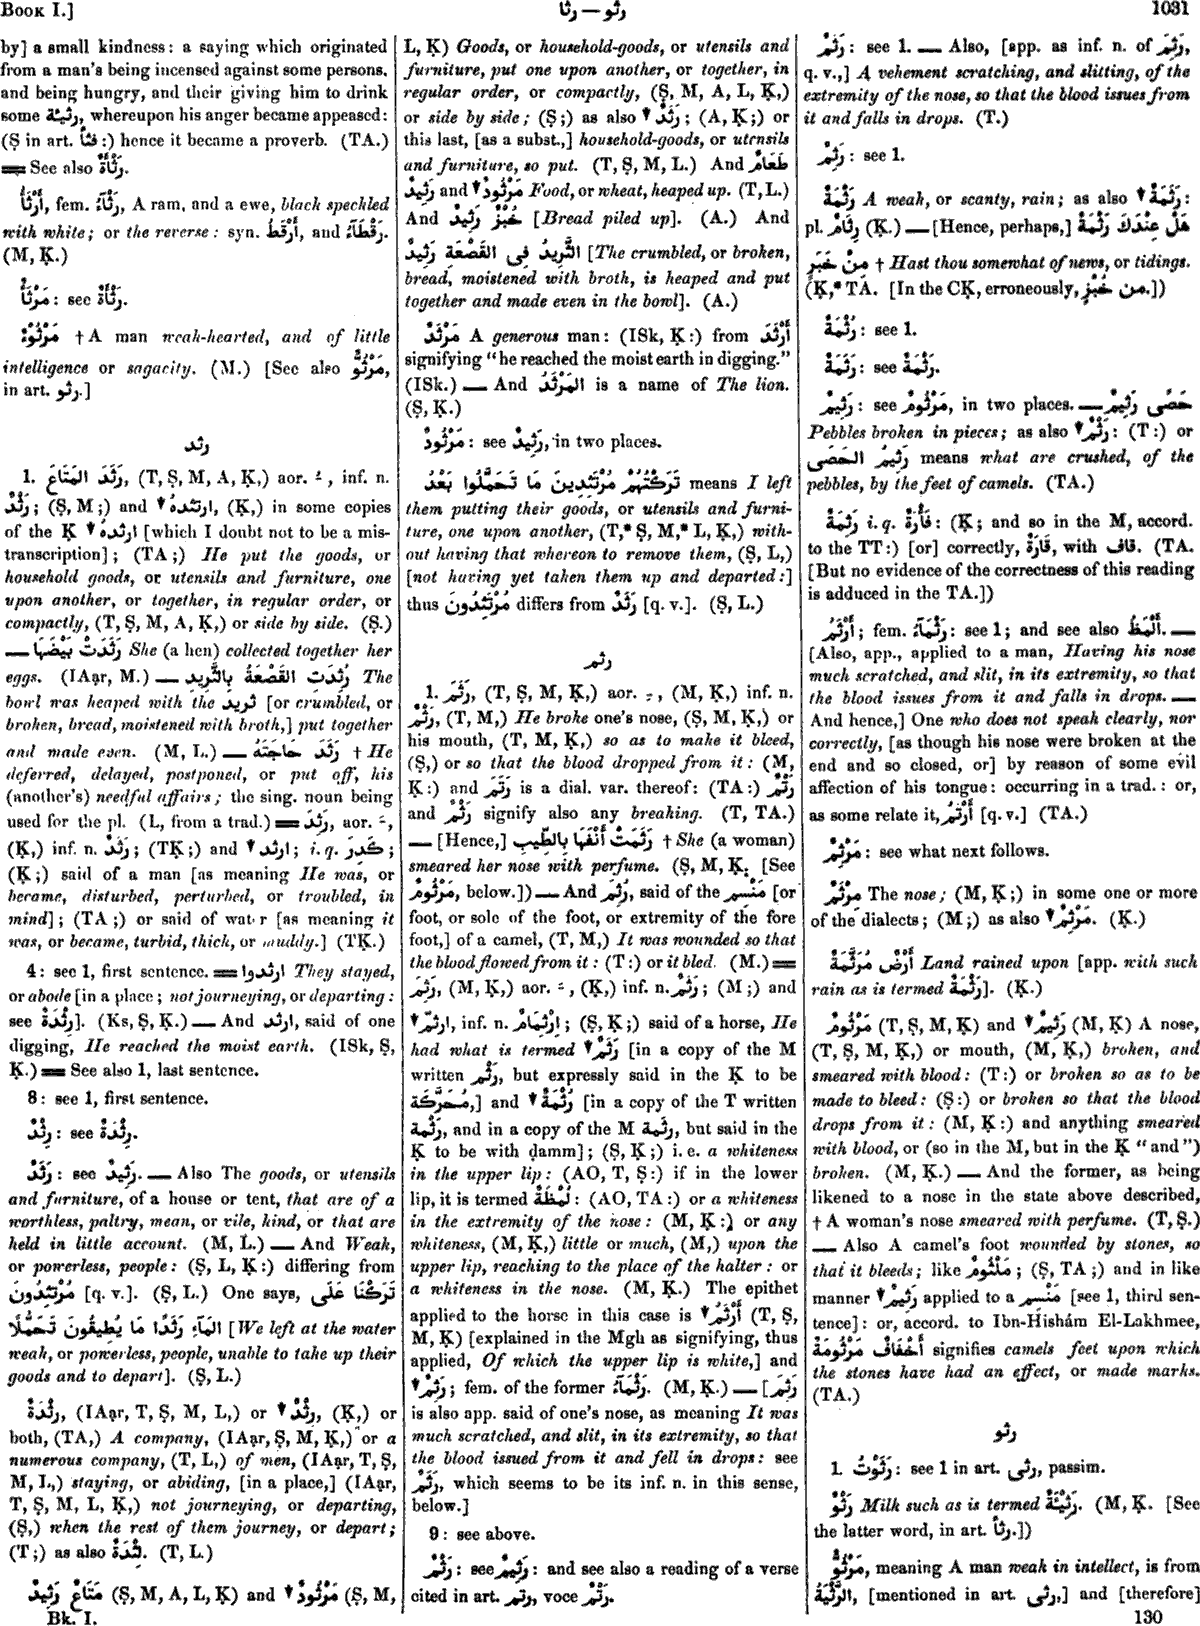 BOOK I.]
رثو — رثأ
1031
by] a small kindness: a saying which originated
from a man's being incensed against some persons,
and being hungry, and their giving him to drink
some رثيئة, whereupon his anger became appeased:
(Ṣ in art. فثأ:) hence it became a proverb. (TA.)
═ See also رَثْأَةٌ.
أَرْثَأُ, fem. رَثْآءُ, A ram, and a ewe, black speckled
with white; or the reverse: syn. أَرْقَطُ, and رَقْطَآءُ.
(M, Ḳ.)
مَرْثَأٌ: see رَثْأَةٌ.
مَرْثُوْءٌ † A man weak-hearted, and of little
intelligence or sagacity. (M.) [See also مَرْثُوٌّ,
in art. رثو.]
رثد
1. رَثَدَ المَتَاعَ, (T, Ṣ, M, A, Ḳ,) aor. ـُ, inf. n.
رَثْدٌ; (Ṣ, M;) and ▼ ارتثدهُ, (Ḳ,) in some copies
of the Ḳ ▼ ارثدهُ [which I doubt not to be a mis-
transcription]; (TA;) He put the goods, or
household goods, or utensils and furniture, one
upon another, or together, in regular order, or
compactly, (T, Ṣ, M, A, Ḳ,) or side by side. (Ṣ.)
— رَثَدَتْ بَيْضَهَا She (a hen) collected together her
eggs. (IAạr, M.) — رُثِدَتِ القَصْعَةُ بِالثَّرِيدِ The
bowl was heaped with the ثريد [or crumbled, or
broken, bread, moistened with broth,] put together
and made even. (M, L.) — رَثَدَ حَاجَتَهُ † He
deferred, delayed, postponed, or put off, his
(another's) needful affairs; the sing. noun being
used for the pl. (L, from a trad.) ═ رَثِدَ, aor. ـَ,
(Ḳ,) inf. n. رَثَدٌ; (TḲ;) and ▼ ارثد; i. q. كَدِرَ;
(Ḳ;) said of a man [as meaning He was, or
became, disturbed, perturbed, or troubled, in
mind]; (TA;) or said of water [as meaning it
was, or became, turbid, thick, or muddy.] (TḲ.)
4: see 1, first sentence. ═ ارثدوا They stayed,
or abode [in a place; not journeying, or departing:
see رِثْدَةٌ]. (Ks, Ṣ, Ḳ.) — And ارثد, said of one
digging, He reached the moist earth. (ISk, Ṣ,
Ḳ.) ═ See also 1, last sentence.
8: see 1, first sentence.
رِثْدٌ: see رِثْدَةٌ.
رَثَدٌ: see رَثِيدٌ. — Also The goods, or utensils
and furniture, of a house or tent, that are of a
worthless, paltry, mean, or vile, kind, or that are
held in little account. (M, L.) — And Weak,
or powerless, people: (Ṣ, L, Ḳ:) differing from
مُرْتَثِدُونَ [q. v.]. (Ṣ, L.) One says, تَرَكْنَا عَلَى
المَآءِ رَثَدًا مَا يُطِيقُونَ تَحَمُّلًا [We left at the water
weak, or powerless, people, unable to take up their
goods and to depart]. (Ṣ, L.)
رِثْدَةٌ, (IAạr, T, Ṣ, M, L,) or ▼ رِثْدٌ, (Ḳ,) or
both, (TA,) A company, (IAạr, Ṣ, M, Ḳ,) or a
numerous company, (T, L,) of men, (IAạr, T, Ṣ,
M, L,) staying, or abiding, [in a place,] (IAạr,
T, Ṣ, M, L, Ḳ,) not journeying, or departing,
(Ṣ,) when the rest of them journey, or depart;
(T;) as also لِثْدَةٌ. (T, L.)
مَتَاعٌ رَثِيدٌ (Ṣ, M, A, L, Ḳ) and ▼ مَرْثُودٌ (Ṣ, M,
Bk. I.
L, Ḳ) Goods, or household-goods, or utensils and
furniture, put one upon another, or together, in
regular order, or compactly, (Ṣ, M, A, L, Ḳ,)
or side by side; (Ṣ;) as also ▼ رَثَدٌ; (A, Ḳ;) or
this last, [as a subst.,] household-goods, or utensils
and furniture, so put. (T, Ṣ, M, L.) And طَعَامٌ
رَثِيدٌ and ▼ مَرْثُودٌ Food, or wheat, heaped up. (T, L.)
And خُبْزٌ رَثِيدٌ [Bread piled up]. (A.) And
الثَّرِيدُ فِى القَصْعَةِ رَثِيدٌ [The crumbled, or broken,
bread, moistened with broth, is heaped and put
together and made even in the bowl]. (A.)
مَرْثَدٌ A generous man: (ISk, Ḳ:) from أَرْثَدَ
signifying "he reached the moist earth in digging."
(ISk.) — And المَرْثَدُ is a name of The lion.
(Ṣ, Ḳ.)
مَرْثُودٌ: see رَثِيدٌ, in two places.
تَرَكْتُهُمْ مُرْتَثِدِينَ مَا تَحَمَّلُوا بَعْدُ means I left
them putting their goods, or utensils and furni-
ture, one upon another, (T,* Ṣ, M,* L, Ḳ,) with-
out having that whereon to remove them, (Ṣ, L,)
[not having yet taken them up and departed:]
thus مُرْتَثِدُونَ differs from رَثَدٌ [q. v.]. (Ṣ, L.)
رثم
1. رَثَمَ, (T, Ṣ, M, Ḳ,) aor. ـِ, (M, Ḳ,) inf. n.
رَثْمٌ, (T, M,) He broke one's nose, (Ṣ, M, Ḳ,) or
his mouth, (T, M, Ḳ,) so as to make it bleed,
(Ṣ,) or so that the blood dropped from it: (M,
Ḳ:) and رَتَمَ is a dial. var. thereof: (TA:) رَثْمٌ
and رَتْمٌ signify also any breaking. (T, TA.)
— [Hence,] رَثَمَتْ أَنْفَهَا بِالطِّيبِ † She (a woman)
smeared her nose with perfume. (Ṣ, M, Ḳ. [See
مَرْثُومٌ, below.]) — And رُثِمَ, said of the مَنْسِم [or
foot, or sole of the foot, or extremity of the fore
foot,] of a camel, (T, M,) It was wounded so that
the blood flowed from it: (T:) or it bled. (M.) ═
رَثِمَ, (M, Ḳ,) aor. ـَ, (Ḳ,) inf. n. رَثَمٌ; (M;) and
▼ ارثمّ, inf. n. اِرْثِمَامٌ; (Ṣ, Ḳ;) said of a horse, He
had what is termed ▼ رَثَمٌ [in a copy of the M
written رَثْم, but expressly said in the Ḳ to be
مُحَرَّكَة,] and ▼ رُثْمَةٌ [in a copy of the T written
رَثْمة, and in a copy of the M رَثَمة, but said in the
Ḳ to be with ḍamm]; (Ṣ, Ḳ;) i. e. a whiteness
in the upper lip: (AO, T, Ṣ:) if in the lower
lip, it is termed لُمْظَةٌ: (AO, TA:) or a whiteness
in the extremity of the nose: (M, Ḳ:) or any
whiteness, (M, Ḳ,) little or much, (M,) upon the
upper lip, reaching to the place of the halter: or
a whiteness in the nose. (M, Ḳ.) The epithet
applied to the horse in this case is ▼ أَرْثَمُ (T, Ṣ,
M, Ḳ) [explained in the Mgh as signifying, thus
applied, Of which the upper lip is white,] and
▼ رَثِمٌ; fem. of the former رَثْمَآءُ. (M, Ḳ.) — [رَثِمَ
is also app. said of one's nose, as meaning It was
much scratched, and slit, in its extremity, so that
the blood issued from it and fell in drops: see
رَثَمٌ, which seems to be its inf. n. in this sense,
below.]
9: see above.
رَثْمٌ: see رَثِيمٌ: and see also a reading of a verse
cited in art. رتم, voce رَتْمٌ.
رَثَمٌ: see 1. — Also, [app. as inf. n. of رَثِمَ,
q. v.,] A vehement scratching, and slitting, of the
extremity of the nose, so that the blood issues from
it and falls in drops. (T.)
رَثِمٌ: see 1.
رَثْمَةٌ A weak, or scanty, rain; as also ▼ رَثَمَةٌ:
pl. رِثَامٌ (Ḳ.) — [Hence, perhaps,] هَلْ عِنْدَكَ رَثْمَةٌ
مِنْ خَبَرٍ † Hast thou somewhat of news, or tidings.
(Ḳ,* TA. [In the CḲ, erroneously, مِن خُبْزٍ.])
رُثْمَةٌ: see 1.
رَثَمَةٌ: see رَثْمَةٌ.
رَثِيمٌ: see مَرْثُومٌ, in two places. — حَصًى رَثِيمٌ
Pebbles broken in pieces; as also ▼ رَثْمٌ: (T:) or
رَثِيمُ الحَصَى means what are crushed, of the
pebbles, by the feet of camels. (TA.)
رَثِيمَةٌ i. q. فَأْرَةٌ: (Ḳ; and so in the M, accord.
to the TT:) [or] correctly, قَارَةٌ, with قاف. (TA.
[But no evidence of the correctness of this reading
is adduced in the TA.])
أَرْثَمُ; fem. رَثْمَآءُ: see 1; and see also أَلْمَظُ. —
[Also, app., applied to a man, Having his nose
much scratched, and slit, in its extremity, so that
the blood issues from it and falls in drops. —
And hence,] One who does not speak clearly, nor
correctly, [as though his nose were broken at the
end and so closed, or] by reason of some evil
affection of his tongue: occurring in a trad.: or,
as some relate it, أَرْتَمُ [q. v.] (TA.)
مَرْثِمٌ: see what next follows.
مَرْثَمٌ The nose; (M, Ḳ;) in some one or more
of the dialects; (M;) as also ▼ مَرْثِمٌ. (Ḳ.)
أَرْضٌ مُرَثَّمَةٌ Land rained upon [app. with such
rain as is termed رَثْمَةٌ]. (Ḳ.)
مَرْثُومٌ (T, Ṣ, M, Ḳ) and ▼ رَثِيمٌ (M, Ḳ) A nose,
(T, Ṣ, M, Ḳ,) or mouth, (M, Ḳ,) broken, and
smeared with blood: (T:) or broken so as to be
made to bleed: (Ṣ:) or broken so that the blood
drops from it: (M, Ḳ:) and anything smeared
with blood, or (so in the M, but in the Ḳ "and")
broken. (M, Ḳ.) — And the former, as being
likened to a nose in the state above described,
† A woman's nose smeared with perfume. (T, Ṣ.)
— Also A camel's foot wounded by stones, so
that it bleeds; like مَلْثُومٌ; (Ṣ, TA;) and in like
manner ▼ رَثِيمٌ applied to a مَنْسِم [see 1, third sen-
tence]: or, accord. to Ibn-Hishám El-Lakhmee,
أَخْفَافٌ مَرْثُومَةٌ signifies camels feet upon which
the stones have had an effect, or made marks.
(TA.)
رثو
1. رَثَوْتُ: see 1 in art. رثى, passim.
رَثْوٌ Milk such as is termed رَثِيْئَةٌ. (M, Ḳ. [See
the latter word, in art. رثأ.])
مَرْثُوٌّ, meaning A man weak in intellect, is from
الرَّثْيَةُ, [mentioned in art. رثى,] and [therefore]
130